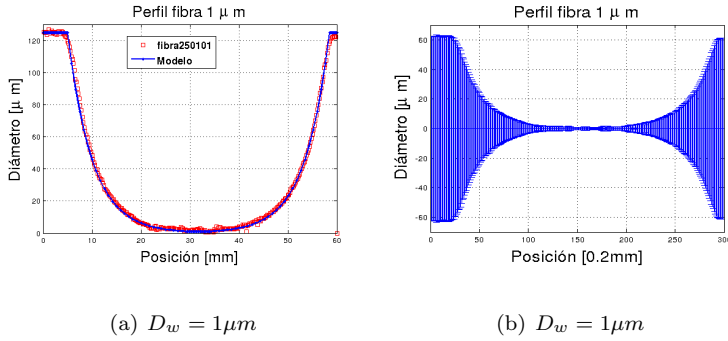 Perfil fibra 1 μ m
Diámetro [μ m]
120
100
80
60
40
20
0
fibra250101
Modelo
0 10 20 30 40 50 60
Posición [mm]
(a) D_w = 1μm
Perfil fibra 1 μ m
Diámetro [μ m]
60
40
20
0
-20
-40
-60
0 50 100 150 200 250 300
Posición [0.2mm]
(b) D_w = 1μm